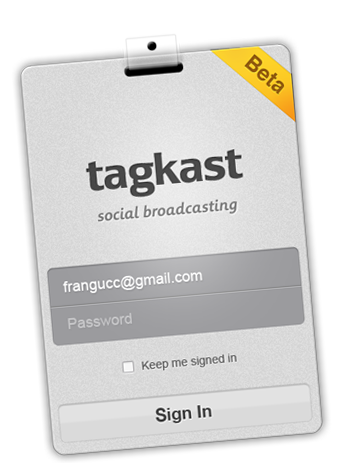 Beta
tagkast
social broadcasting
frangucc@gmail.com
Password
Keep me signed in
Sign In